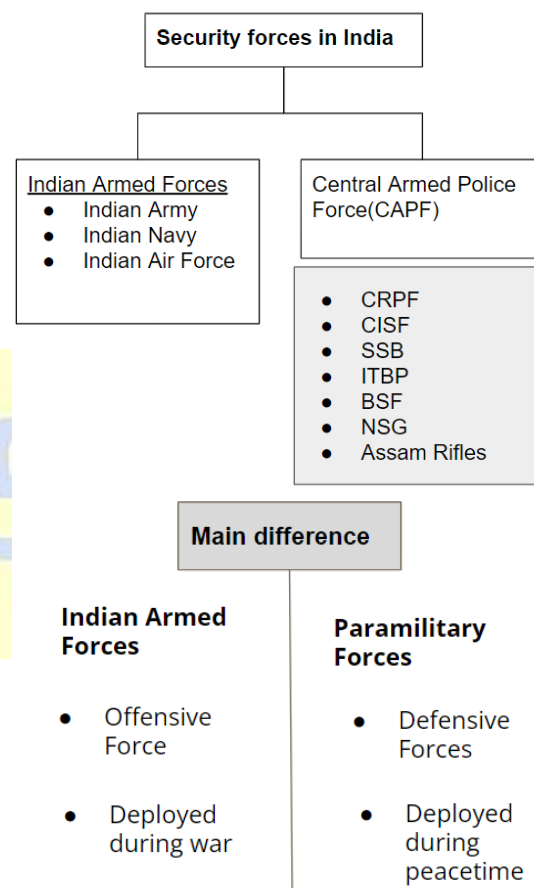 Security forces in India
Indian Armed Forces
● Indian Army
● Indian Navy
● Indian Air Force
Central Armed Police
Force(CAPF)
● CRPF
● CISF
● SSB
● ITBP
● BSF
● NSG
● Assam Rifles
Main difference
Indian Armed
Forces
● Offensive
Force
● Deployed
during war
Paramilitary
Forces
● Defensive
Forces
● Deployed
during
peacetime